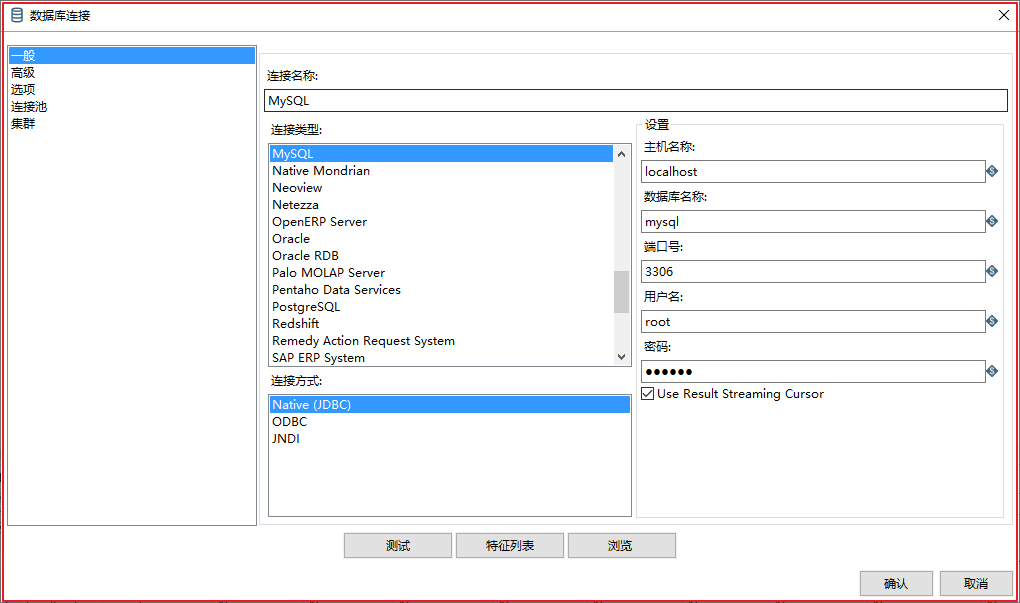 数据库连接
一般
高级
选项
连接池
集群
连接名称:
MySQL
连接类型:
MySQL
Native Mondrian
Neoview
Netezza
OpenERP Server
Oracle
Oracle RDB
Palo MOLAP Server
Pentaho Data Services
PostgreSQL
Redshift
Remedy Action Request System
SAP ERP System
连接方式:
Native (JDBC)
ODBC
JNDI
设置
主机名称:
localhost
数据库名称:
mysql
端口号:
3306
用户名:
root
密码:
●●●●●●
Use Result Streaming Cursor
测试
特征列表
浏览
确认
取消